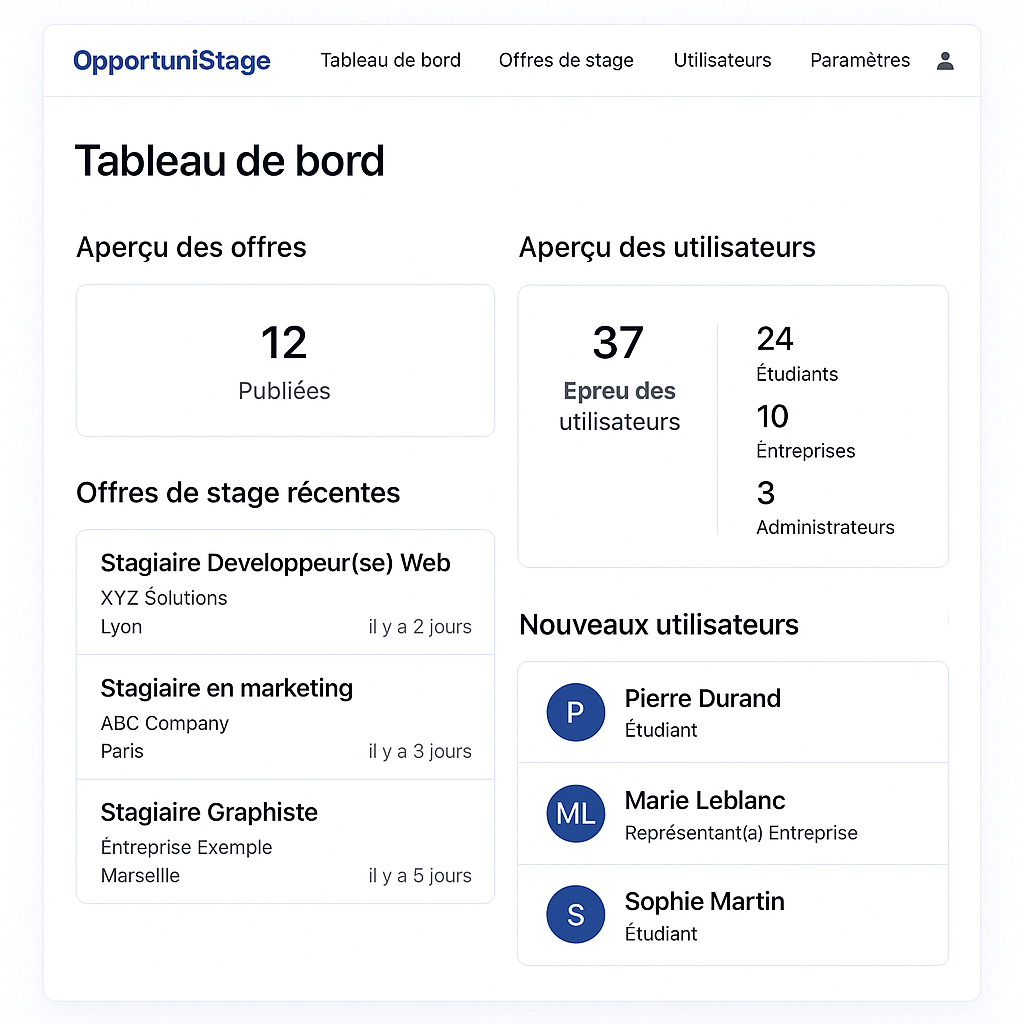 OpportuniStage
Tableau de bord
Offres de stage
Utilisateurs
Paramètres
Tableau de bord
Aperçu des offres
12
Publiées
Offres de stage récentes
Stagiaire Developpeur(se) Web
XYZ Śolutions
Lyon
il y a 2 jours
Stagiaire en marketing
ABC Company
Paris
il y a 3 jours
Stagiaire Graphiste
Éntreprise Exemple
Marsellle
il y a 5 jours
Aperçu des utilisateurs
37
Epreu des
utilisateurs
24
Étudiants
10
Éntreprises
3
Administrateurs
Nouveaux utilisateurs
P
Pierre Durand
Étudiant
ML
Marie Leblanc
Représentant(a) Entreprise
S
Sophie Martin
Étudiant